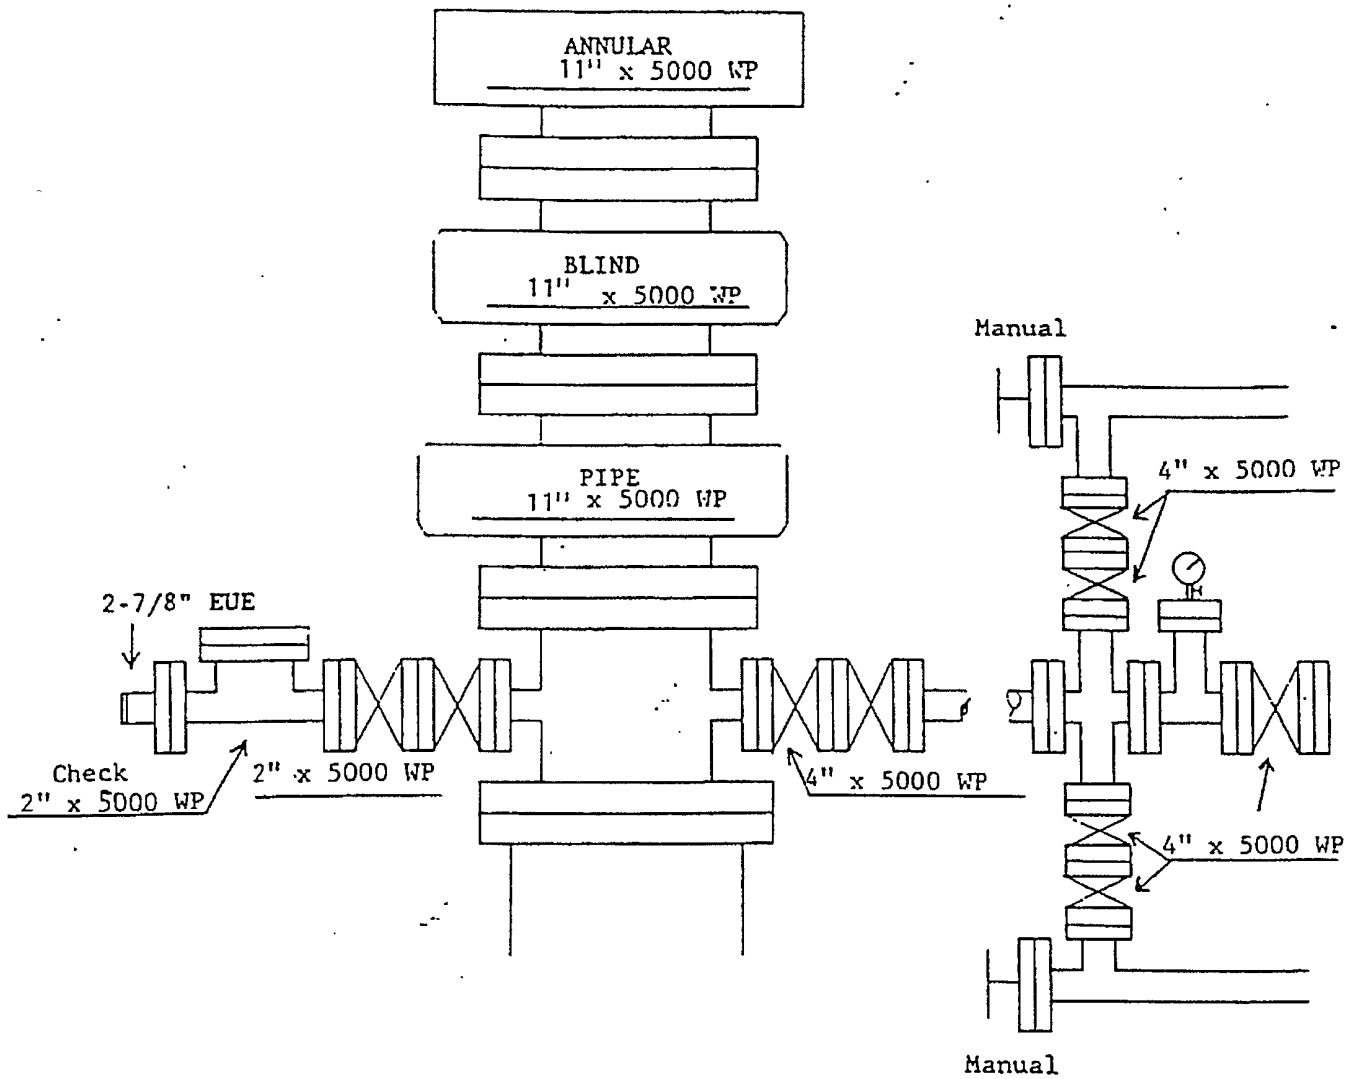 ANNULAR
11" x 5000 WP
BLIND
11" x 5000 WP
Manual
PIPE
11" x 5000 WP
4" x 5000 WP
2-7/8" EUE
Check
2" x 5000 WP
2" x 5000 WP
4" x 5000 WP
4" x 5000 WP
Manual